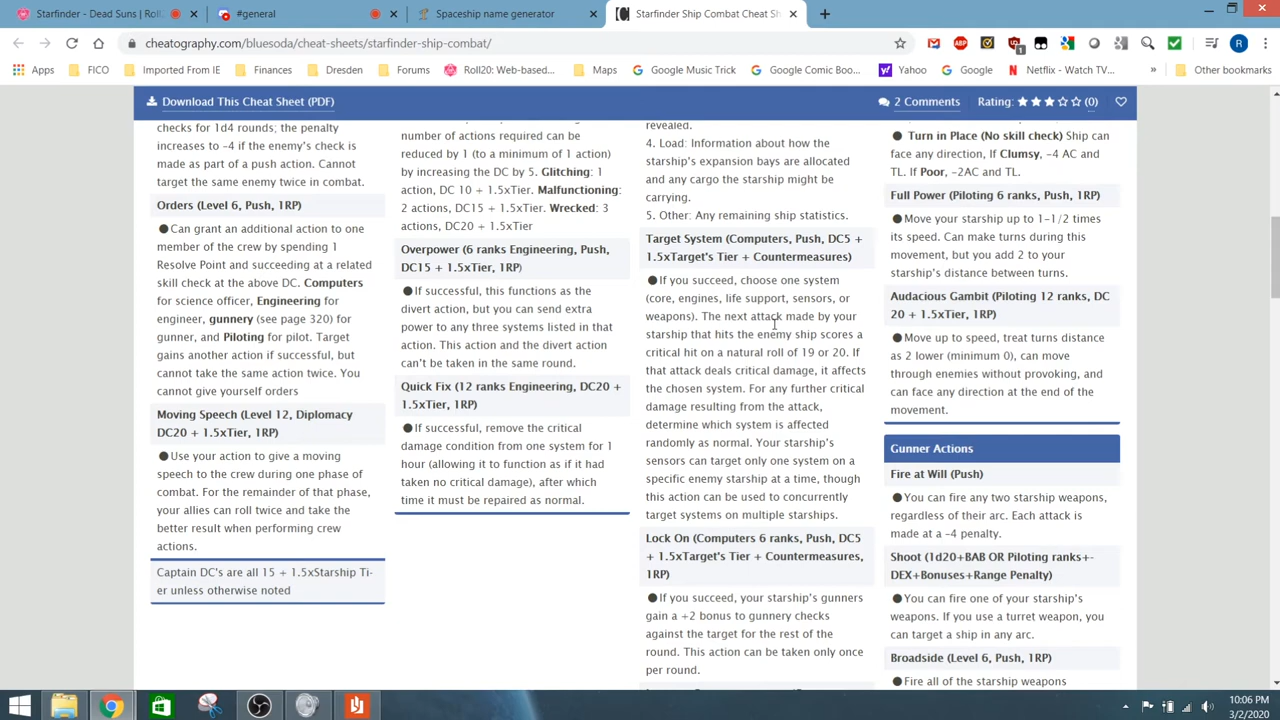 Starfinder - Dead Suns | Roll
#general
Spaceship name generator
Starfinder Ship Combat Cheat Sh
cheatography.com/bluesoda/cheat-sheets/starfinder-ship-combat/
Apps
FICO
Imported From IE
Finances
Dresden
Forums
Roll20: Web-based...
Maps
Google Music Trick
Google Comic Boo...
Yahoo
Google
Netflix - Watch TV...
Other bookmarks
Download This Cheat Sheet (PDF)
2 Comments
Rating:
(0)
checks for 1d4 rounds; the penalty
increases to -4 if the enemy's check is
made as part of a push action. Cannot
target the same enemy twice in combat.
Orders (Level 6, Push, 1RP)
●Can grant an additional action to one
member of the crew by spending 1
Resolve Point and succeeding at a related
skill check at the above DC. Computers
for science officer, Engineering for
engineer, gunnery (see page 320) for
gunner, and Piloting for pilot. Target
gains another action if successful, but
cannot take the same action twice. You
cannot give yourself orders
Moving Speech (Level 12, Diplomacy
DC20 + 1.5xTier, 1RP)
●Use your action to give a moving
speech to the crew during one phase of
combat. For the remainder of that phase,
your allies can roll twice and take the
better result when performing crew
actions.
Captain DC's are all 15 + 1.5xStarship Ti-
er unless otherwise noted
number of actions required can be
reduced by 1 (to a minimum of 1 action)
by increasing the DC by 5. Glitching: 1
action, DC 10 + 1.5xTier. Malfunctioning:
2 actions, DC15 + 1.5xTier. Wrecked: 3
actions, DC20 + 1.5xTier
Overpower (6 ranks Engineering, Push,
DC15 + 1.5xTier, 1RP)
●If successful, this functions as the
divert action, but you can send extra
power to any three systems listed in that
action. This action and the divert action
can't be taken in the same round.
Quick Fix (12 ranks Engineering, DC20 +
1.5xTier, 1RP)
●If successful, remove the critical
damage condition from one system for 1
hour (allowing it to function as if it had
taken no critical damage), after which
time it must be repaired as normal.
revealed.
4. Load: Information about how the
starship's expansion bays are allocated
and any cargo the starship might be
carrying.
5. Other: Any remaining ship statistics.
Target System (Computers, Push, DC5 +
1.5xTarget's Tier + Countermeasures)
●If you succeed, choose one system
(core, engines, life support, sensors, or
weapons). The next attack made by your
starship that hits the enemy ship scores a
critical hit on a natural roll of 19 or 20. If
that attack deals critical damage, it affects
the chosen system. For any further critical
damage resulting from the attack,
determine which system is affected
randomly as normal. Your starship's
sensors can target only one system on a
specific enemy starship at a time, though
this action can be used to concurrently
target systems on multiple starships.
Lock On (Computers 6 ranks, Push, DC5
+ 1.5xTarget's Tier + Countermeasures,
1RP)
●If you succeed, your starship's gunners
gain a +2 bonus to gunnery checks
against the target for the rest of the
round. This action can be taken only once
per round.
● Turn in Place (No skill check) Ship can
face any direction, If Clumsy, -4 AC and
TL. If Poor, -2AC and TL.
Full Power (Piloting 6 ranks, Push, 1RP)
●Move your starship up to 1-1/2 times
its speed. Can make turns during this
movement, but you add 2 to your
starship's distance between turns.
Audacious Gambit (Piloting 12 ranks, DC
20 + 1.5xTier, 1RP)
●Move up to speed, treat turns distance
as 2 lower (minimum 0), can move
through enemies without provoking, and
can face any direction at the end of the
movement.
Gunner Actions
Fire at Will (Push)
●You can fire any two starship weapons,
regardless of their arc. Each attack is
made at a -4 penalty.
Shoot (1d20+BAB OR Piloting ranks+-
DEX+Bonuses+Range Penalty)
●You can fire one of your starship's
weapons. If you use a turret weapon, you
can target a ship in any arc.
Broadside (Level 6, Push, 1RP)
●Fire all of the starship weapons
10:06 PM
3/2/2020